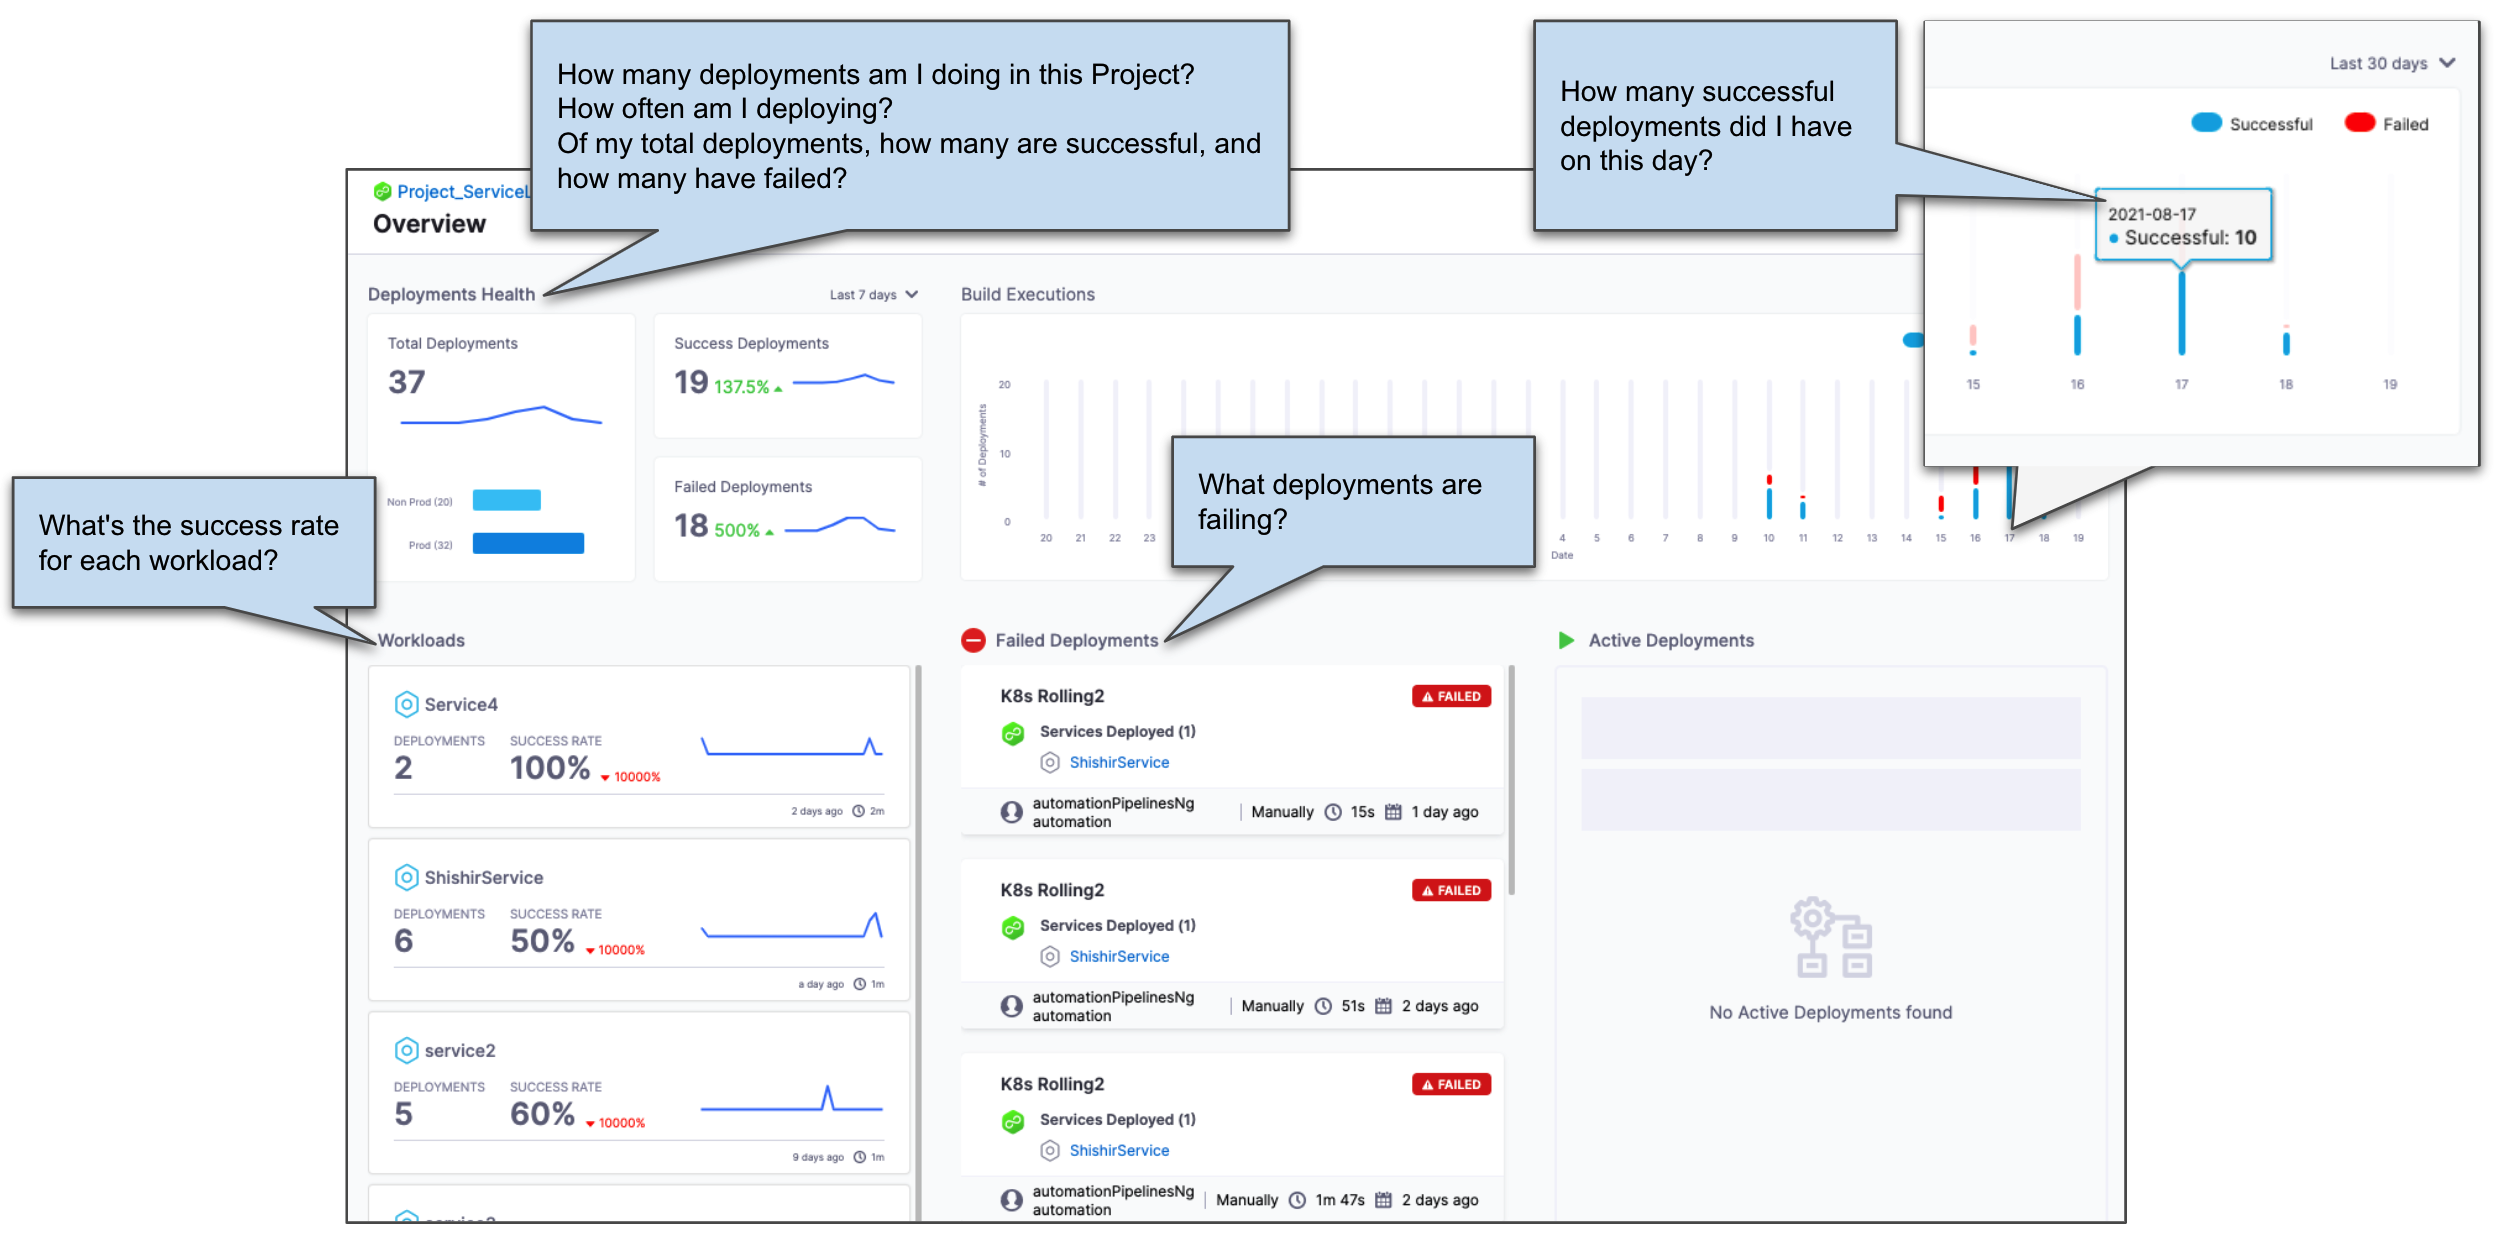 How many deployments am I doing in this Project?
How often am I deploying?
Of my total deployments, how many are successful, and
how many have failed?
How many successful
deployments did I have
on this day?
Last 30 days
Successful
Failed
2021-08-17
Successful: 10
15 16 17 18 19
Project_Service
Overview
Deployments Health
Last 7 days
Total Deployments
37
Non Prod (20)
Prod (32)
Success Deployments
19 137.5%
Failed Deployments
18 500%
Build Executions
# of Deployments
20
10
0
20 21 22 23 4 5 6 7 8 9 10 11 12 13 14 15 16 17 18 19
Date
What's the success rate
for each workload?
What deployments are
failing?
Workloads
Service4
DEPLOYMENTS SUCCESS RATE
2 100% 10000%
2 days ago 2m
ShishirService
DEPLOYMENTS SUCCESS RATE
6 50% 10000%
a day ago 1m
service2
DEPLOYMENTS SUCCESS RATE
5 60% 10000%
9 days ago 1m
Failed Deployments
K8s Rolling2
FAILED
Services Deployed (1)
ShishirService
automationPipelinesNg
automation
Manually 15s 1 day ago
K8s Rolling2
FAILED
Services Deployed (1)
ShishirService
automationPipelinesNg
automation
Manually 51s 2 days ago
K8s Rolling2
FAILED
Services Deployed (1)
ShishirService
automationPipelinesNg
automation
Manually 1m 47s 2 days ago
Active Deployments
No Active Deployments found